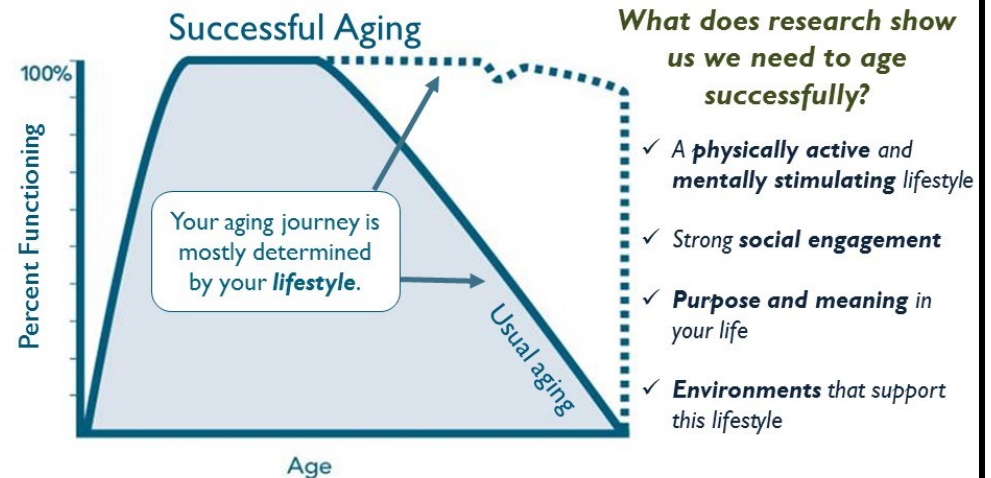 Successful Aging
100%
Percent Functioning
Your aging journey is
mostly determined
by your lifestyle.
Usual aging
Age
What does research show
us we need to age
successfully?
✓ A physically active and
mentally stimulating lifestyle
✓ Strong social engagement
✓ Purpose and meaning in
your life
✓ Environments that support
this lifestyle